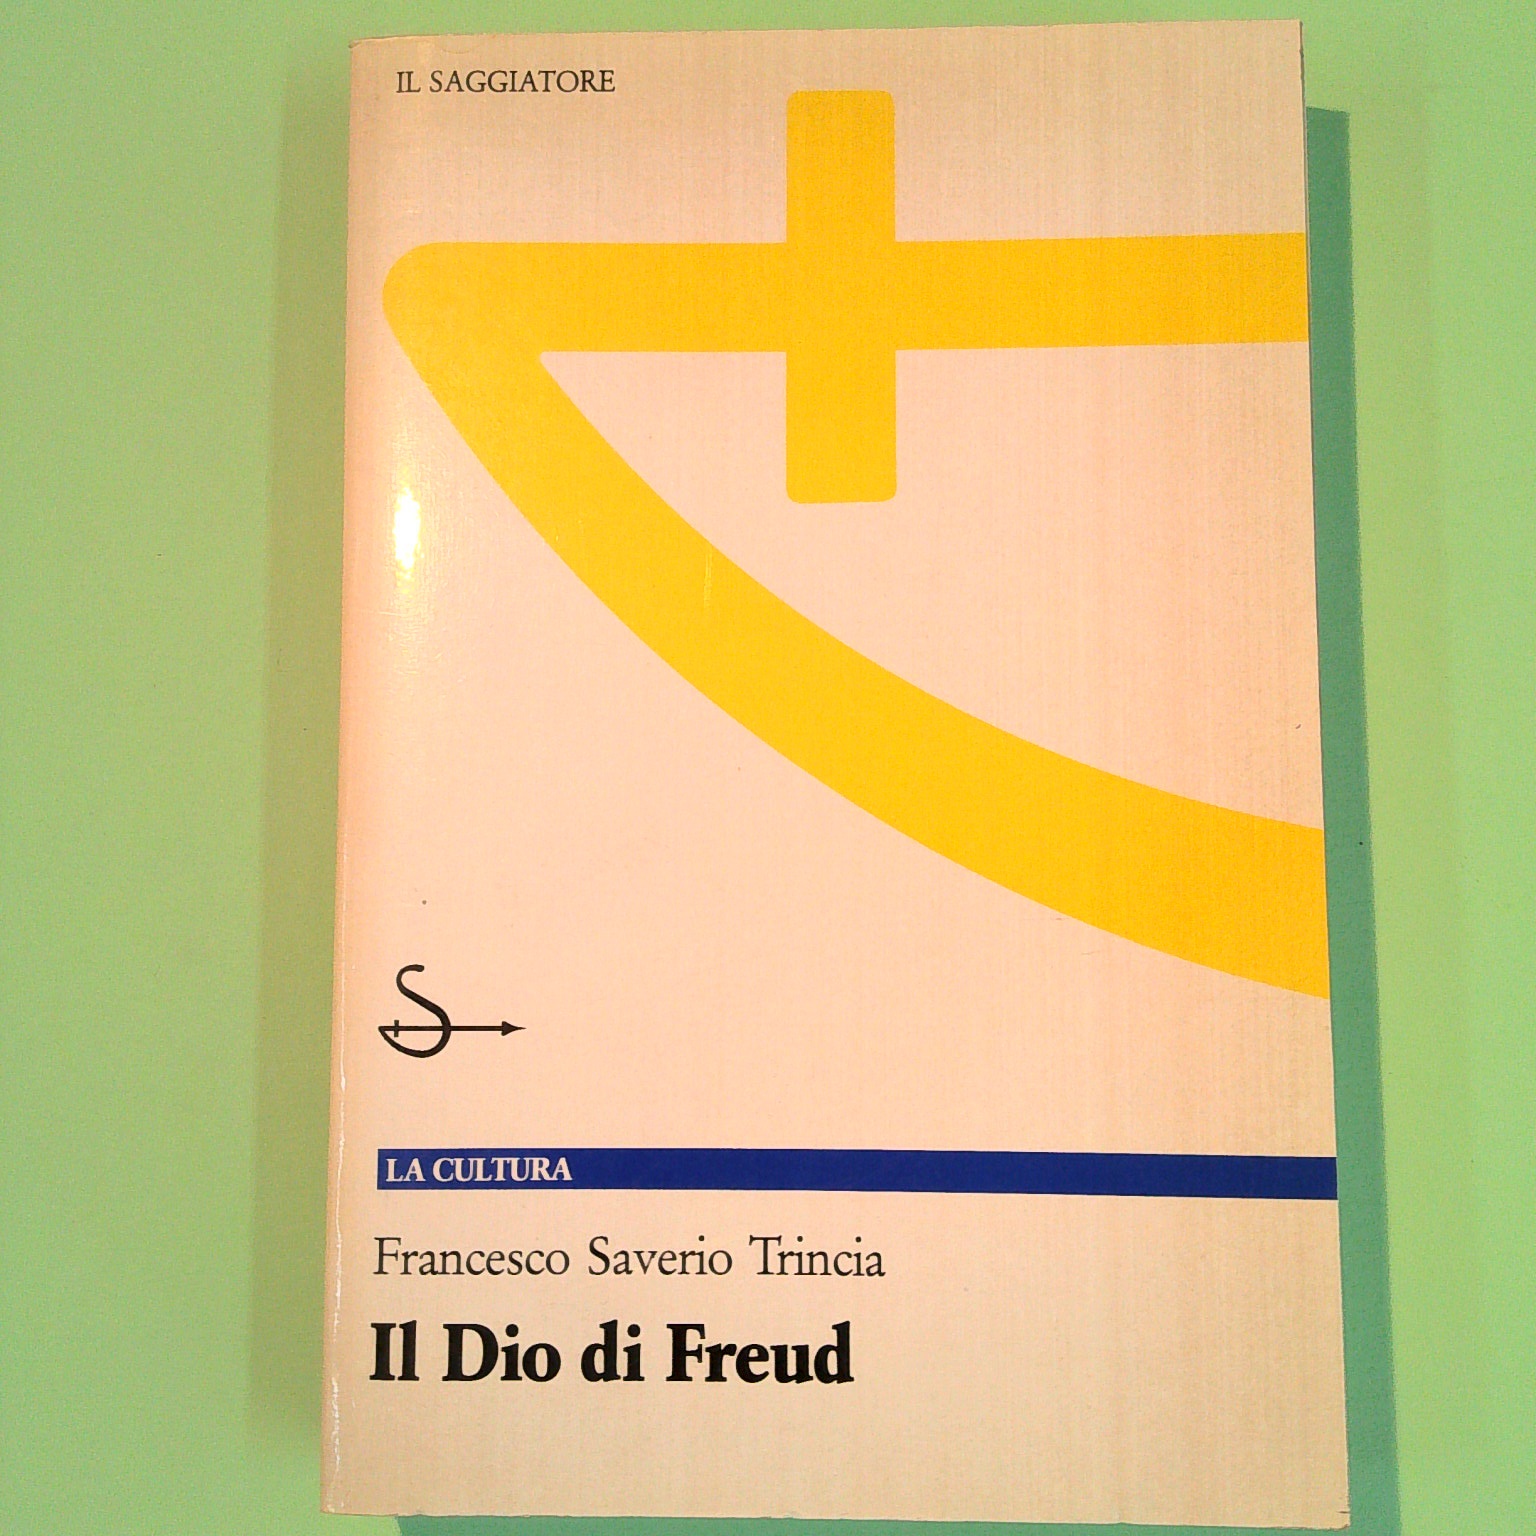 IL SAGGIATORE
S
LA CULTURA
Francesco Saverio Trincia
Il Dio di Freud